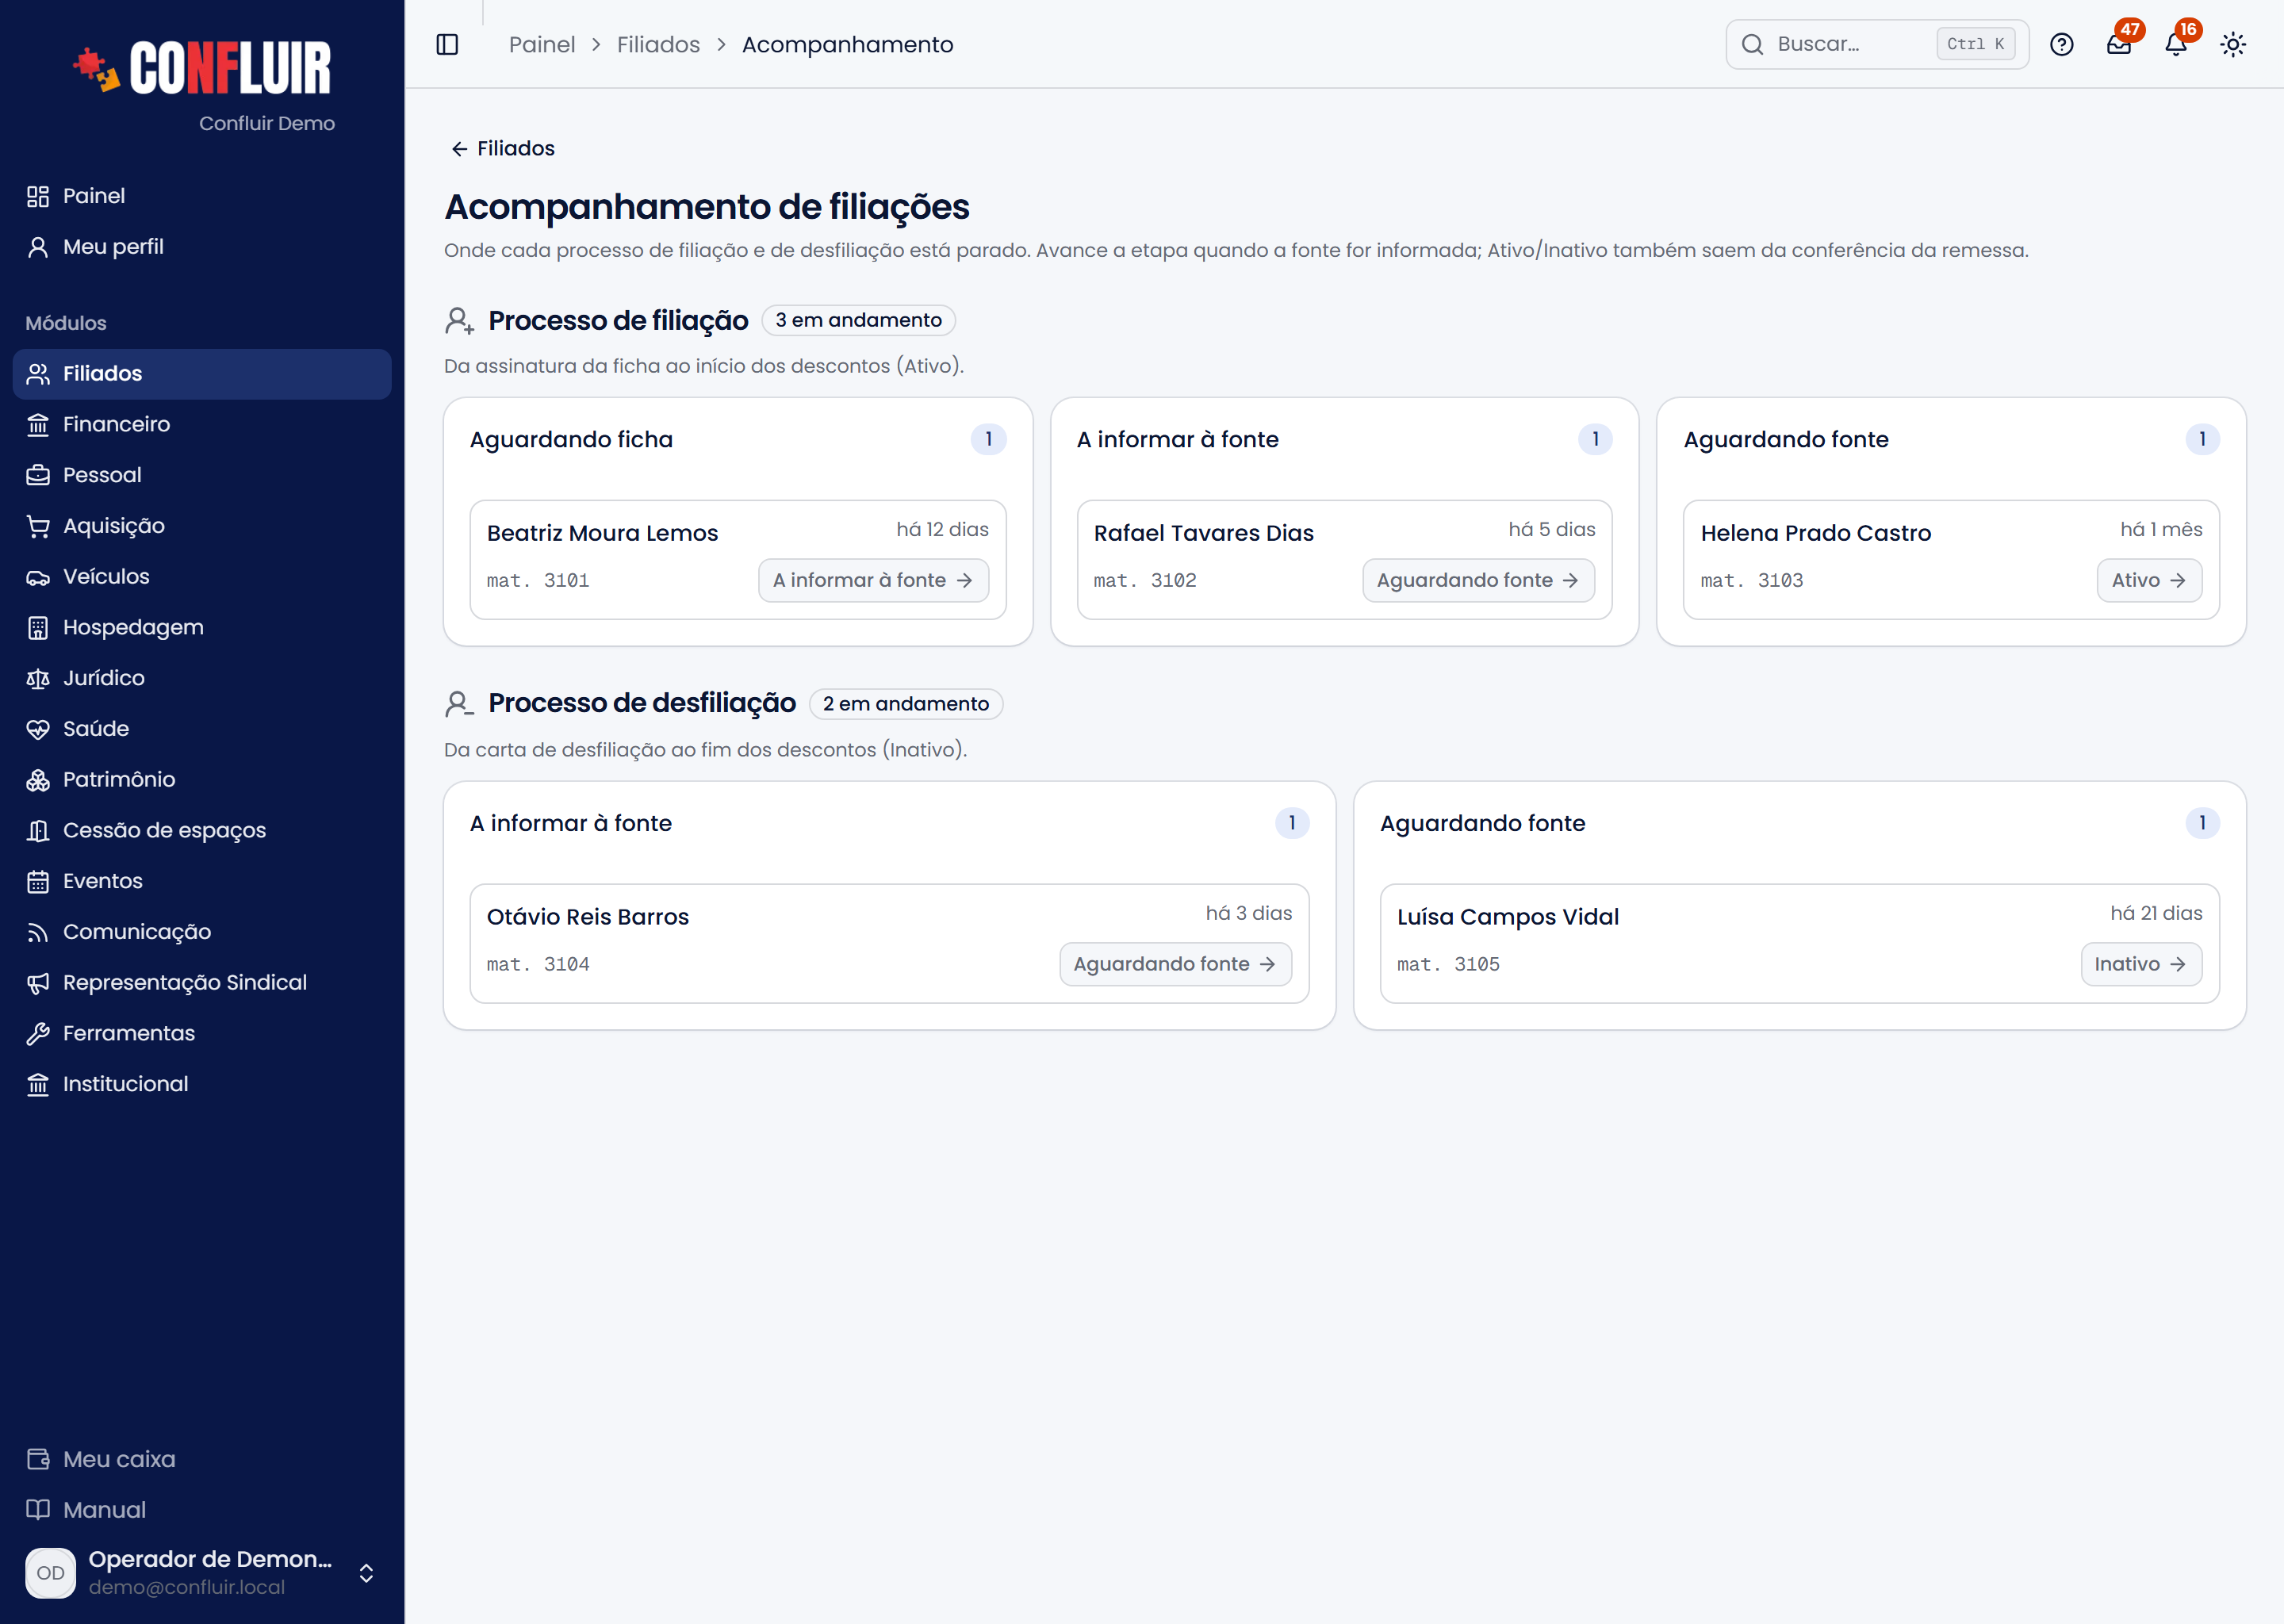 CONFLUIR
Confluir Demo
Painel
Meu perfil
Módulos
Filiados
Financeiro
Pessoal
Aquisição
Veículos
Hospedagem
Jurídico
Saúde
Patrimônio
Cessão de espaços
Eventos
Comunicação
Representação Sindical
Ferramentas
Institucional
Meu caixa
Manual
OD
Operador de Demon...
demo@confluir.local
Painel > Filiados > Acompanhamento
Buscar... Ctrl K
47
16
← Filiados
Acompanhamento de filiações
Onde cada processo de filiação e de desfiliação está parado. Avance a etapa quando a fonte for informada; Ativo/Inativo também saem da conferência da remessa.
Processo de filiação 3 em andamento
Da assinatura da ficha ao início dos descontos (Ativo).
Aguardando ficha 1
Beatriz Moura Lemos há 12 dias
mat. 3101 A informar à fonte →
A informar à fonte 1
Rafael Tavares Dias há 5 dias
mat. 3102 Aguardando fonte →
Aguardando fonte 1
Helena Prado Castro há 1 mês
mat. 3103 Ativo →
Processo de desfiliação 2 em andamento
Da carta de desfiliação ao fim dos descontos (Inativo).
A informar à fonte 1
Otávio Reis Barros há 3 dias
mat. 3104 Aguardando fonte →
Aguardando fonte 1
Luísa Campos Vidal há 21 dias
mat. 3105 Inativo →